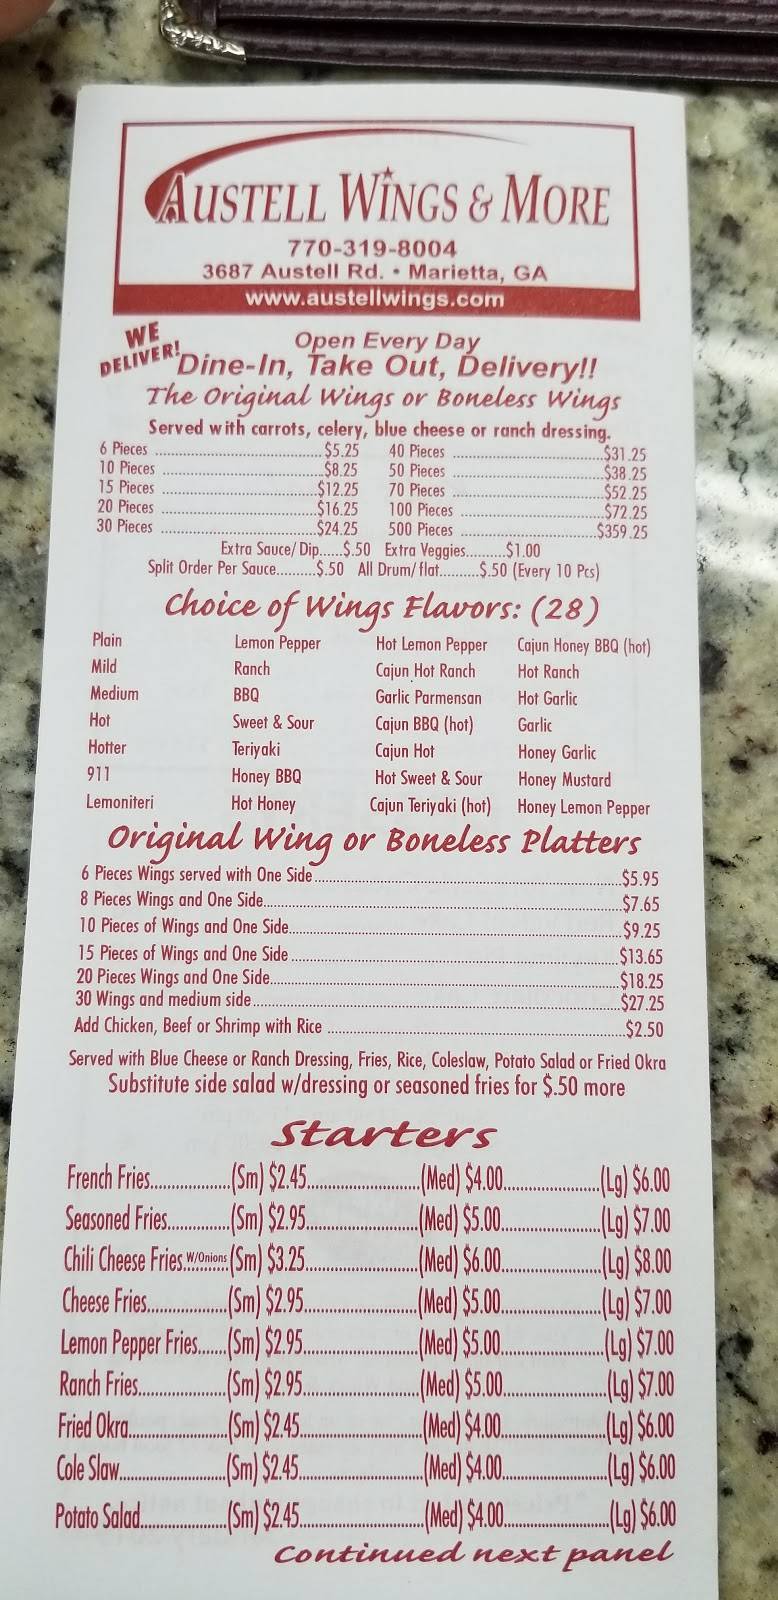 AUSTELL WINGS & MORE
770-319-8004
3687 Austell Rd. • Marietta, GA
www.austellwings.com
WE DELIVER!
Open Every Day
Dine-In, Take Out, Delivery!!
The Original Wings or Boneless Wings
Served with carrots, celery, blue cheese or ranch dressing.
6 Pieces $5.25 40 Pieces $31.25
10 Pieces $8.25 50 Pieces $38.25
15 Pieces $12.25 70 Pieces $52.25
20 Pieces $16.25 100 Pieces $72.25
30 Pieces $24.25 500 Pieces $359.25
Extra Sauce/Dip......$.50 Extra Veggies..........$1.00
Split Order Per Sauce..........$.50 All Drum/flat..........$.50 (Every 10 Pcs)
Choice of Wings Flavors: (28)
Plain Lemon Pepper Hot Lemon Pepper Cajun Honey BBQ (hot)
Mild Ranch Cajun Hot Ranch Hot Ranch
Medium BBQ Garlic Parmensan Hot Garlic
Hot Sweet & Sour Cajun BBQ (hot) Garlic
Hotter Teriyaki Cajun Hot Honey Garlic
911 Honey BBQ Hot Sweet & Sour Honey Mustard
Lemoniteri Hot Honey Cajun Teriyaki (hot) Honey Lemon Pepper
Original Wing or Boneless Platters
6 Pieces Wings served with One Side $5.95
8 Pieces Wings and One Side $7.65
10 Pieces of Wings and One Side $9.25
15 Pieces of Wings and One Side $13.65
20 Pieces Wings and One Side $18.25
30 Wings and medium side $27.25
Add Chicken, Beef or Shrimp with Rice $2.50
Served with Blue Cheese or Ranch Dressing, Fries, Rice, Coleslaw, Potato Salad or Fried Okra
Substitute side salad w/dressing or seasoned fries for $.50 more
Starters
French Fries (Sm) $2.45 (Med) $4.00 (Lg) $6.00
Seasoned Fries (Sm) $2.95 (Med) $5.00 (Lg) $7.00
Chili Cheese Fries W/Onions (Sm) $3.25 (Med) $6.00 (Lg) $8.00
Cheese Fries (Sm) $2.95 (Med) $5.00 (Lg) $7.00
Lemon Pepper Fries (Sm) $2.95 (Med) $5.00 (Lg) $7.00
Ranch Fries (Sm) $2.95 (Med) $5.00 (Lg) $7.00
Fried Okra (Sm) $2.45 (Med) $4.00 (Lg) $6.00
Cole Slaw (Sm) $2.45 (Med) $4.00 (Lg) $6.00
Potato Salad (Sm) $2.45 (Med) $4.00 (Lg) $6.00
Continued next panel